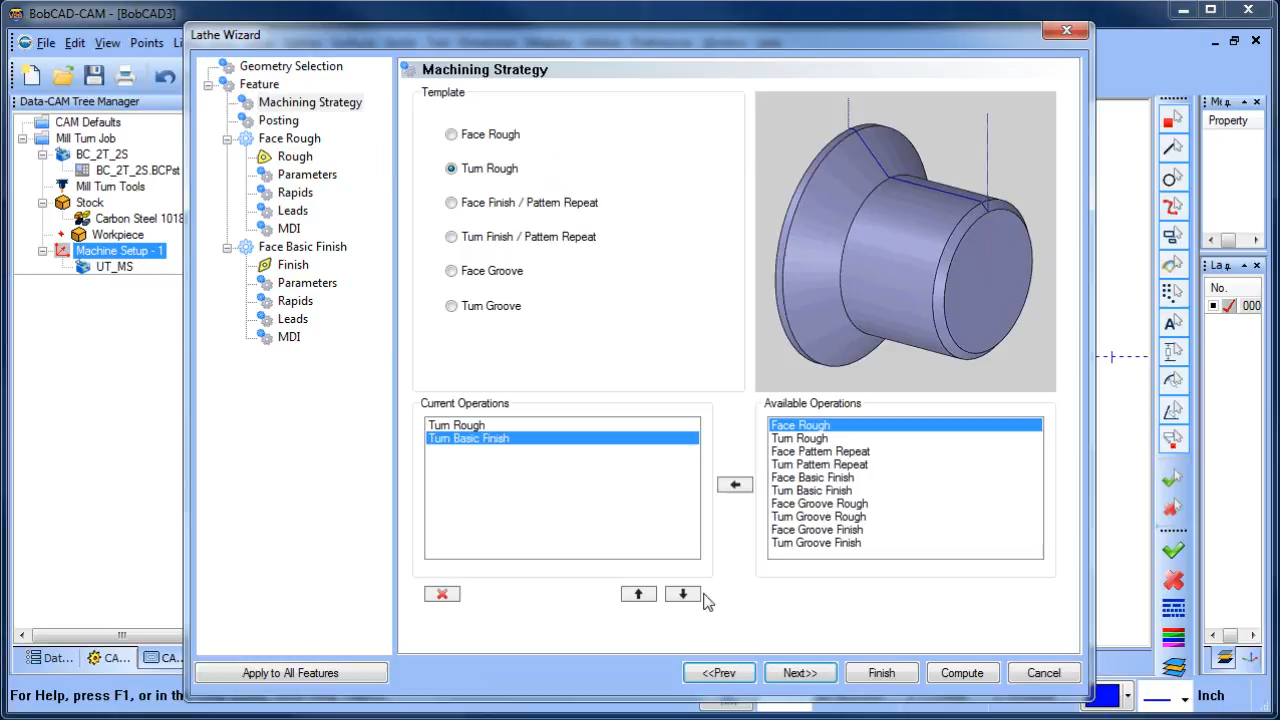 BobCAD-CAM - [BobCAD3]
File Edit View Points
Data-CAM Tree Manager
CAM Defaults
Mill Turn Job
BC_2T_2S
BC_2T_2S.BCPst
Mill Turn Tools
Stock
Carbon Steel 1018
Workpiece
Machine Setup - 1
UT_MS
Dat...
CA...
CA...
For Help, press F1, or in the
Lathe Wizard
Geometry Selection
Feature
Machining Strategy
Posting
Face Rough
Rough
Parameters
Rapids
Leads
MDI
Face Basic Finish
Finish
Parameters
Rapids
Leads
MDI
Apply to All Features
Machining Strategy
Template
Face Rough
Turn Rough
Face Finish / Pattern Repeat
Turn Finish / Pattern Repeat
Face Groove
Turn Groove
Current Operations
Turn Rough
Turn Basic Finish
Available Operations
Face Rough
Turn Rough
Face Pattern Repeat
Turn Pattern Repeat
Face Basic Finish
Turn Basic Finish
Face Groove Rough
Turn Groove Rough
Face Groove Finish
Turn Groove Finish
<<Prev Next>> Finish Compute Cancel
Property
No.
000
Inch